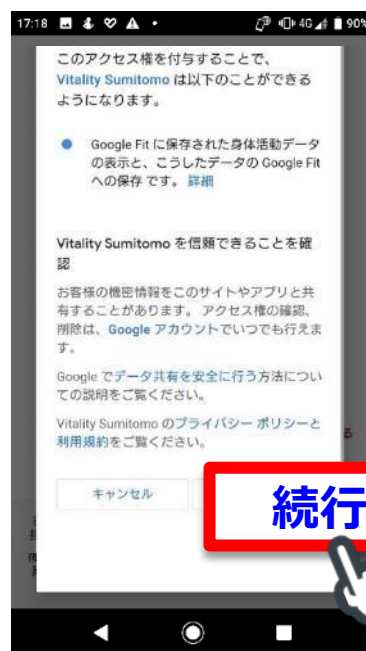 17:18
4G 90%
このアクセス権を付与することで、
Vitality Sumitomo は以下のことができる
ようになります。
Google Fit に保存された身体活動データ
の表示と、こうしたデータの Google Fit
への保存 です。 詳細
Vitality Sumitomo を信頼できることを確
認
お客様の機密情報をこのサイトやアプリと共
有することがあります。 アクセス権の確認、
削除は、Google アカウントでいつでも行えま
す。
Google でデータ共有を安全に行う方法につい
ての説明をご覧ください。
Vitality Sumitomo のプライバシー ポリシーと
利用規約をご覧ください。
る
キャンセル
続行